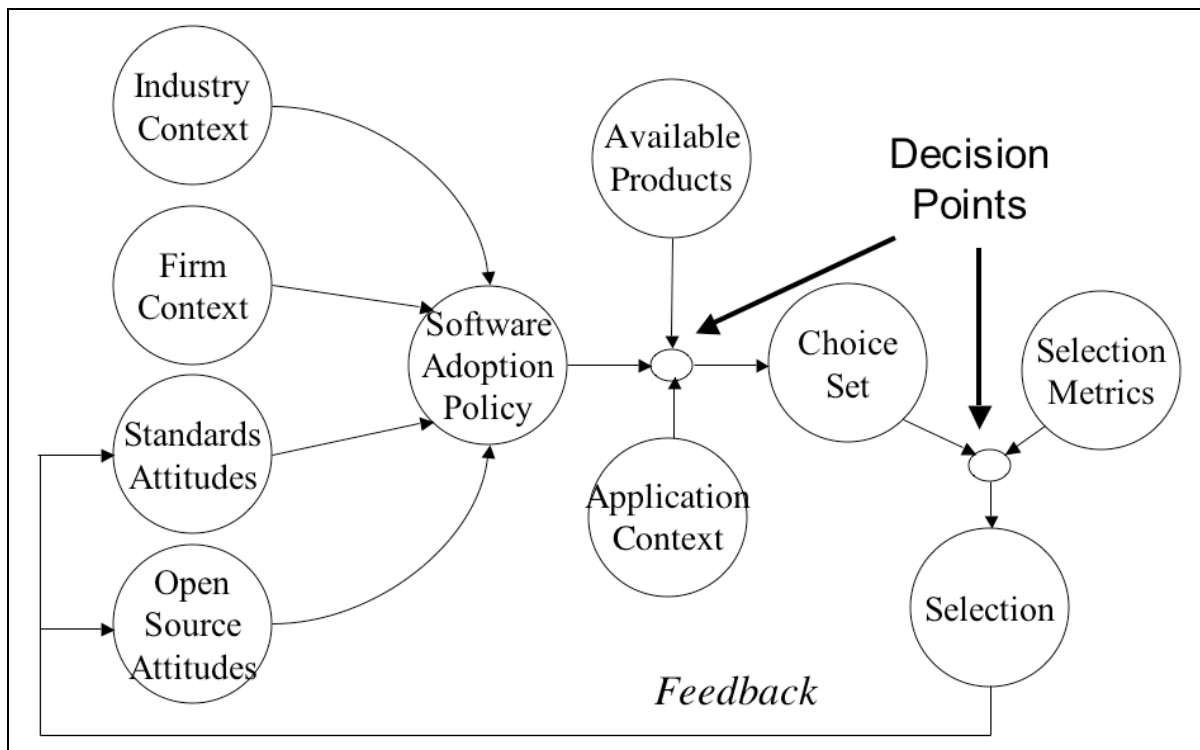 Industry
Context
Available
Products
Decision
Points
Firm
Context
Software
Adoption
Policy
Choice
Set
Selection
Metrics
Standards
Attitudes
Application
Context
Open
Source
Attitudes
Selection
Feedback